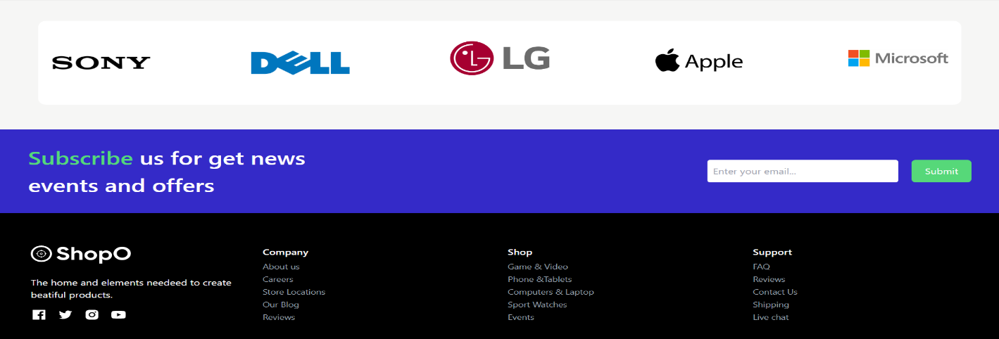 SONY
DELL
LG
Apple
Microsoft
Subscribe us for get news
events and offers
Enter your email...
Submit
ShopO
The home and elements needeed to create
beatiful products.
Company
About us
Careers
Store Locations
Our Blog
Reviews
Shop
Game & Video
Phone &Tablets
Computers & Laptop
Sport Watches
Events
Support
FAQ
Reviews
Contact Us
Shipping
Live chat